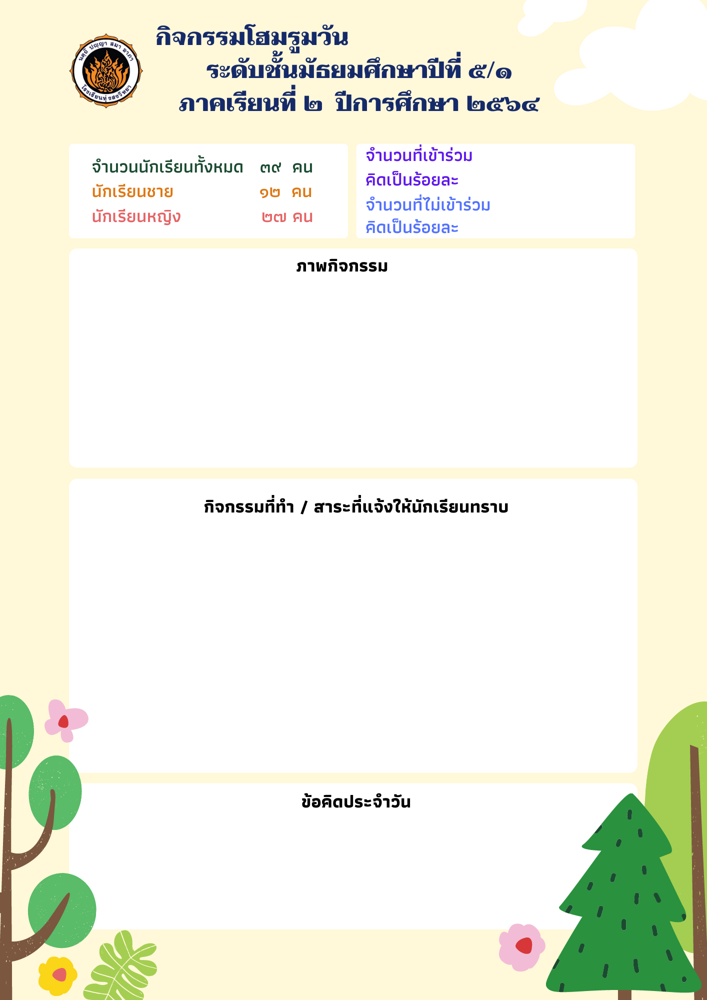 กิจกรรมโฮมรูมวัน
ระดับชั้นมัธยมศึกษาปีที่ ๕/๑
ภาคเรียนที่ ๒ ปีการศึกษา ๒๕๖๔
นตฺถิ ปญฺญา สมา อาภา
โรงเรียนทุ่งสงวิทยา
จำนวนนักเรียนทั้งหมด ๓๙ คน
นักเรียนชาย ๑๒ คน
นักเรียนหญิง ๒๗ คน
จำนวนที่เข้าร่วม
คิดเป็นร้อยละ
จำนวนที่ไม่เข้าร่วม
คิดเป็นร้อยละ
ภาพกิจกรรม
กิจกรรมที่ทำ / สาระที่แจ้งให้นักเรียนทราบ
ข้อคิดประจำวัน